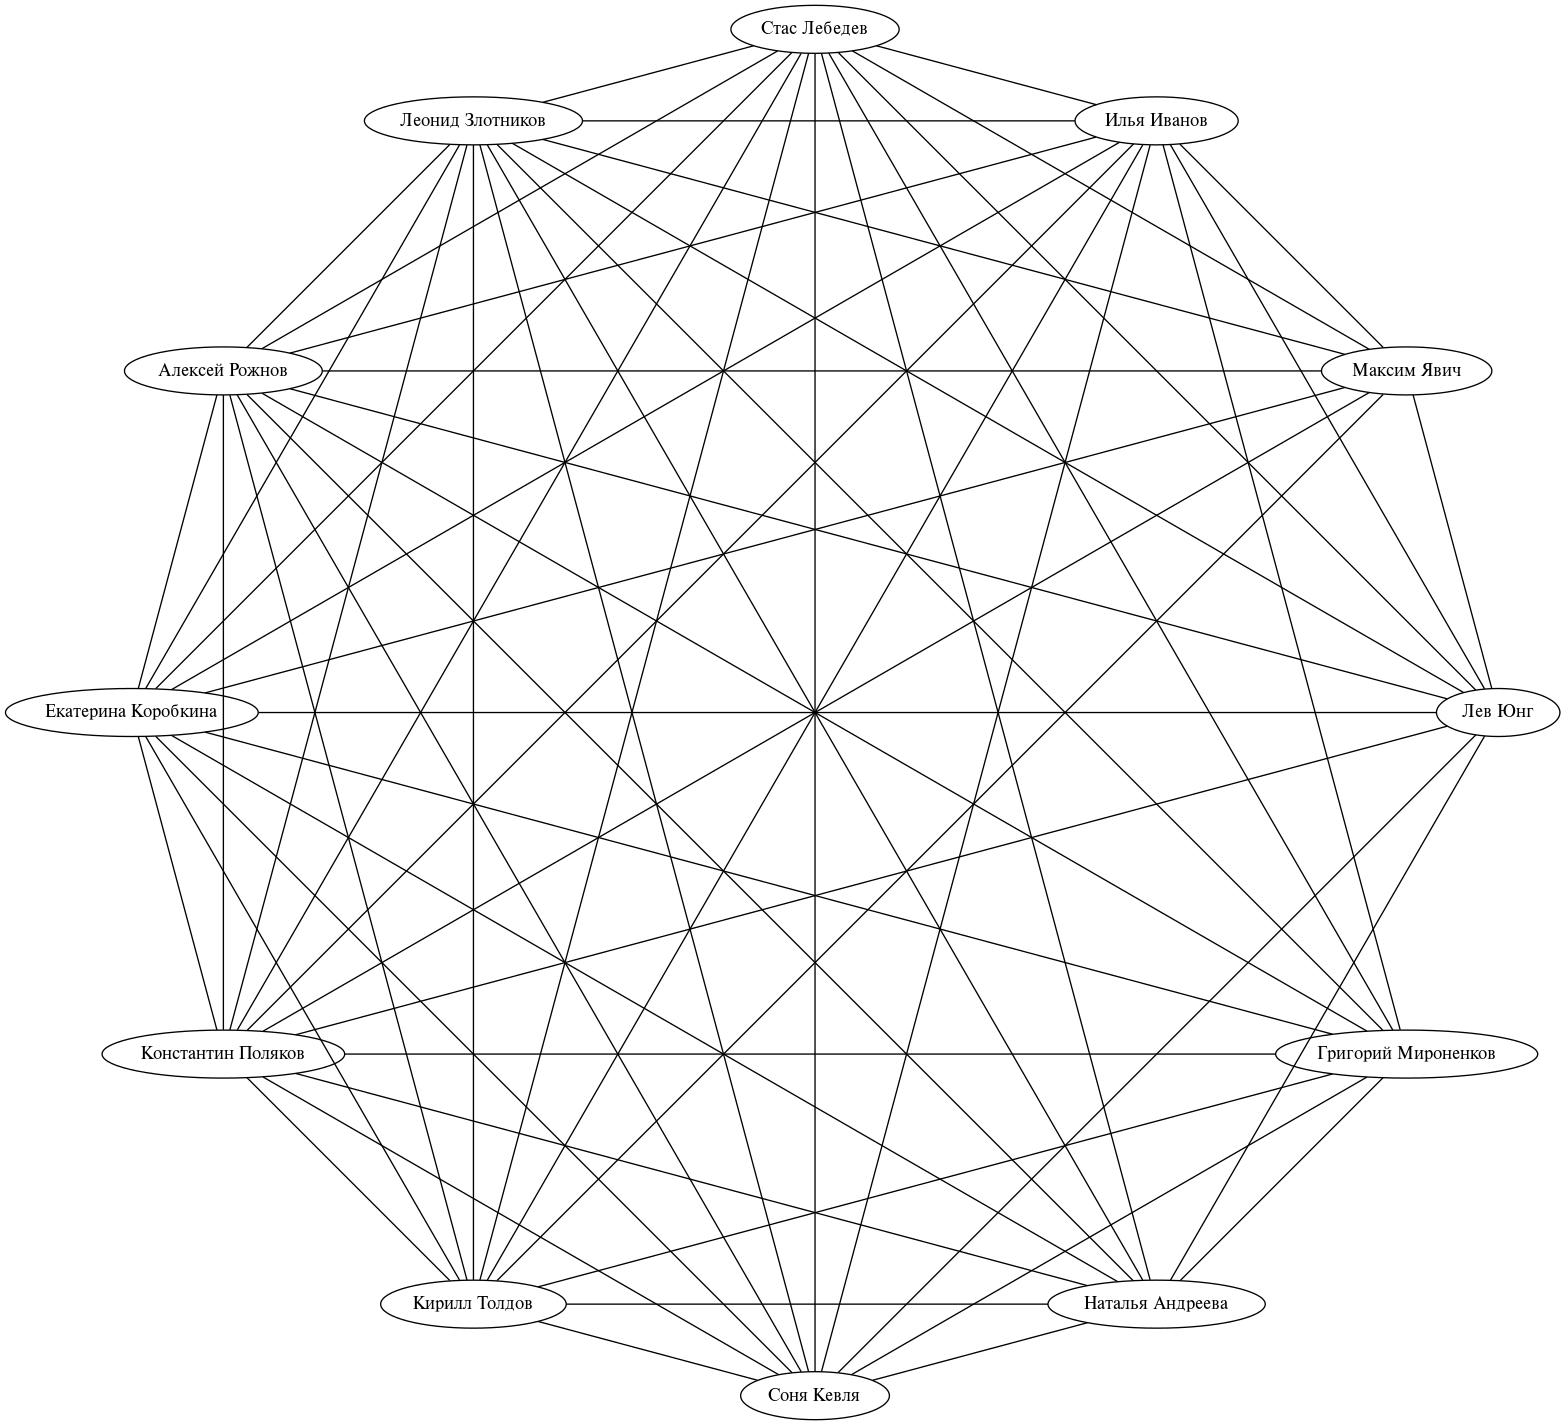 Стас Лебедев
Леонид Злотников
Илья Иванов
Алексей Рожнов
Максим Явич
Екатерина Коробкина
Лев Юнг
Константин Поляков
Григорий Мироненков
Кирилл Толдов
Наталья Андреева
Соня Кевля